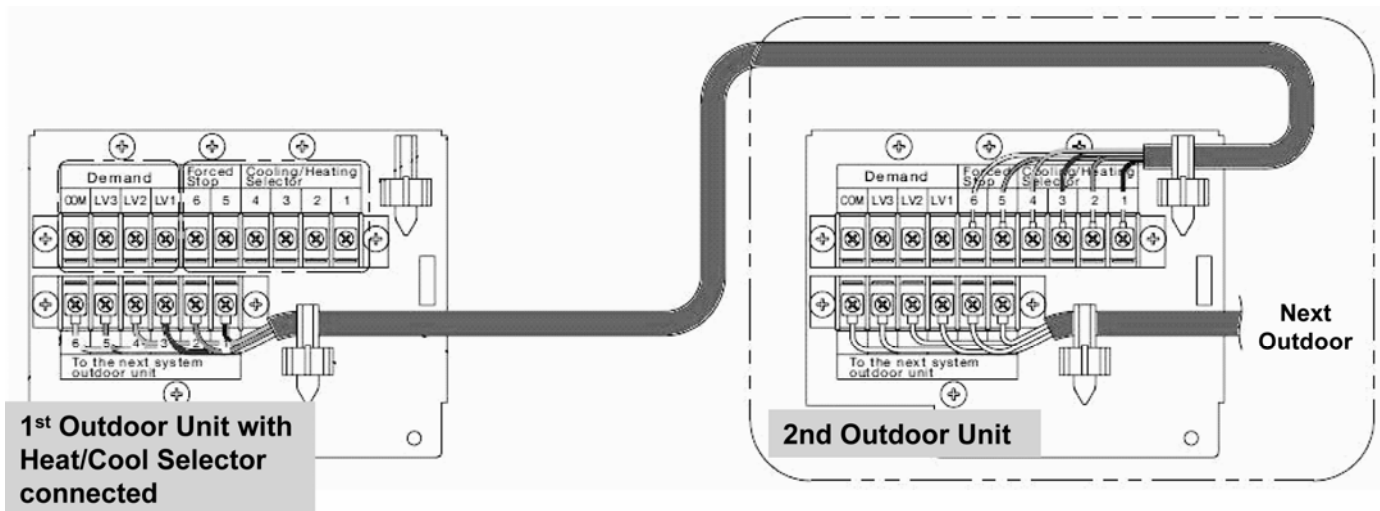 Demand
Forced
Stop
Cooling/Heating
Selector
COM LV3 LV2 LV1 6 5 4 3 2 1
6 5 4 3 2 1
To the next system
outdoor unit
1st Outdoor Unit with
Heat/Cool Selector
connected
Demand
Forced
Stop
Cooling/Heating
Selector
COM LV3 LV2 LV1 6 5 4 3 2 1
To the next system
outdoor unit
2nd Outdoor Unit
Next
Outdoor